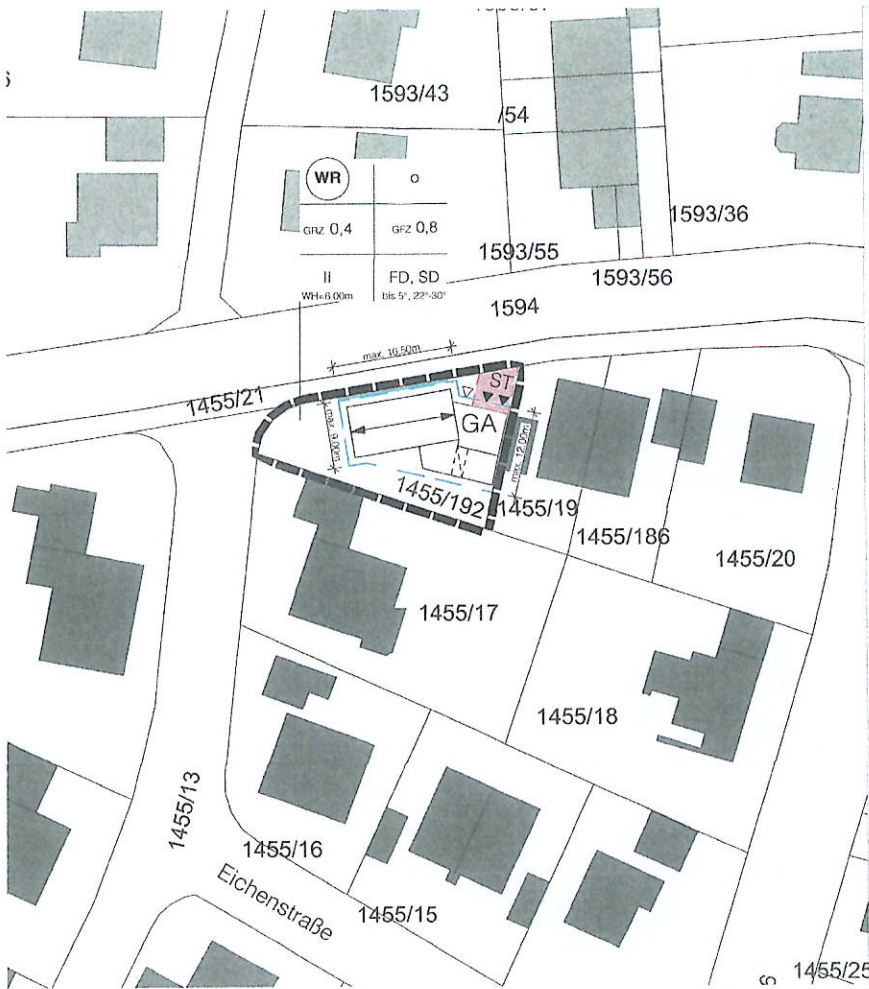 1593/43
/54
WR
o
1593/36
GRZ 0,4
GFZ 0,8
1593/55
II
FD, SD
1593/56
WH=6.00m
bis 5°, 22°-30°
1594
max. 16,50m
1455/21
ST
GA
max. 9,00m
max. 12,00m
1455/192
1455/19
1455/186
1455/20
1455/17
1455/18
1455/13
1455/16
Eichenstraße
1455/15
1455/25